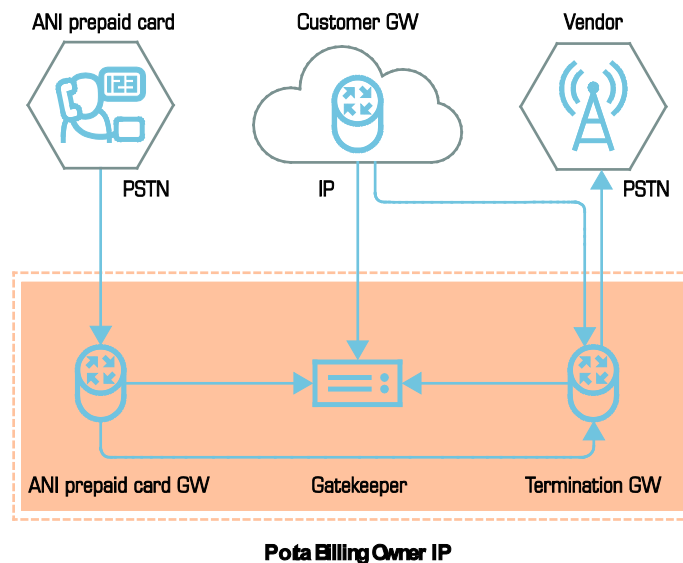 ANI prepaid card
Customer GW
Vendor
123
PSTN
IP
PSTN
ANI prepaid card GW
Gatekeeper
Termination GW
Porta Billing Owner IP